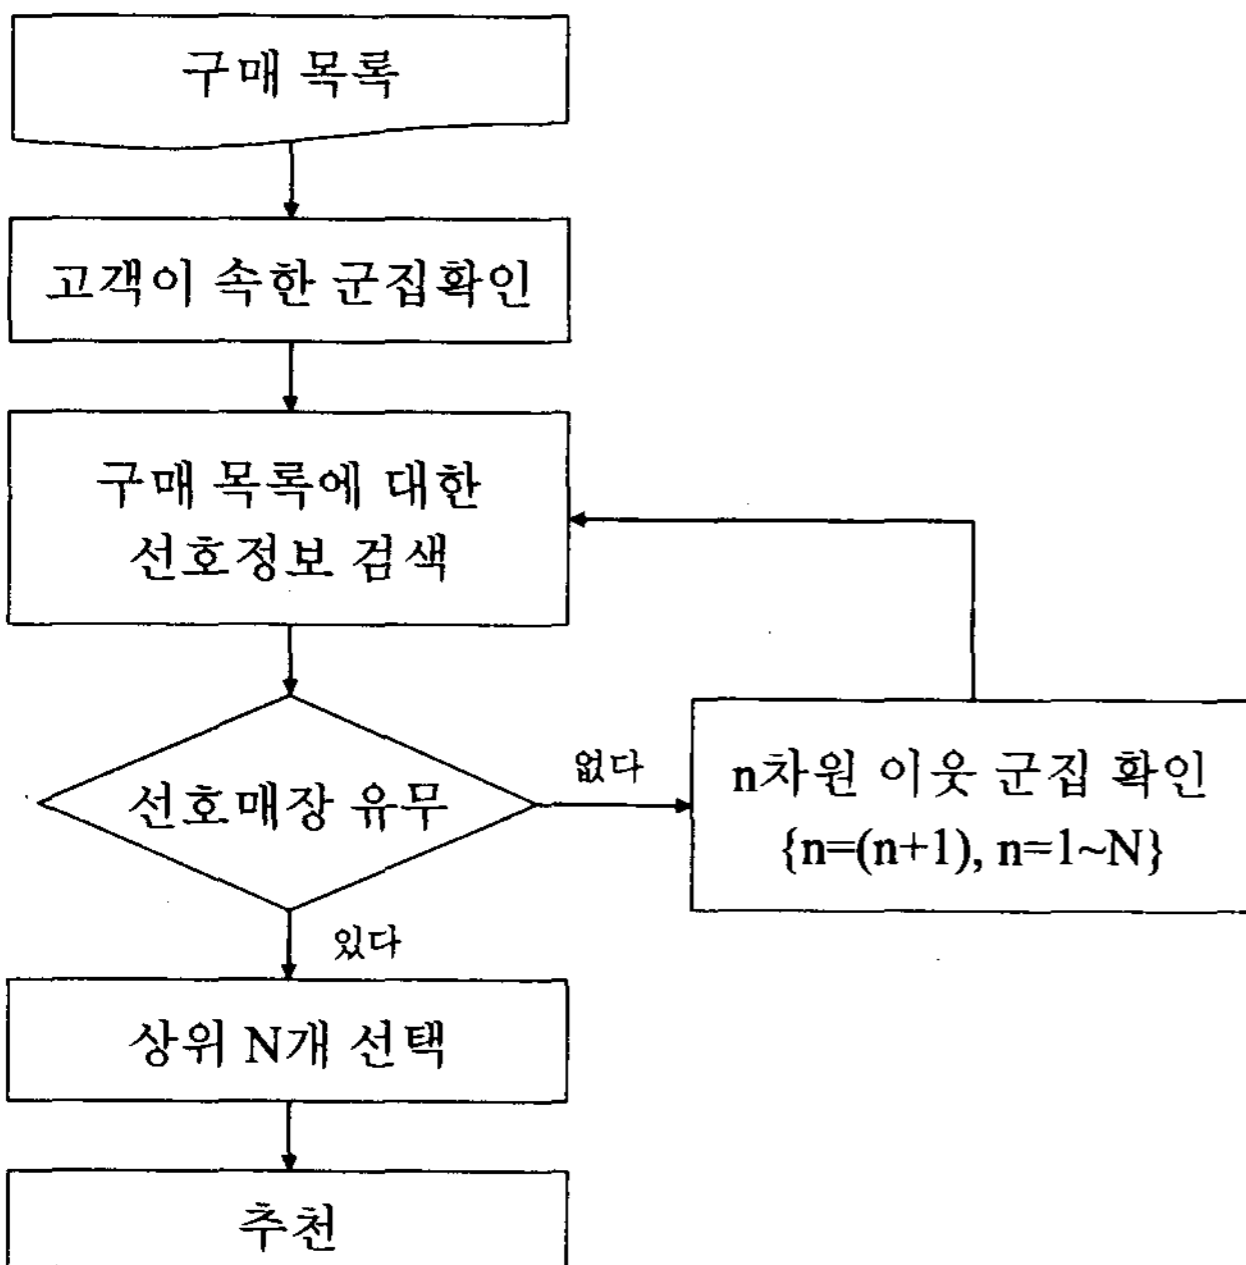 구매 목록
고객이 속한 군집확인
구매 목록에 대한
선호정보 검색
선호매장 유무
없다
n차원 이웃 군집 확인
{n=(n+1), n=1~N}
있다
상위 N개 선택
추천